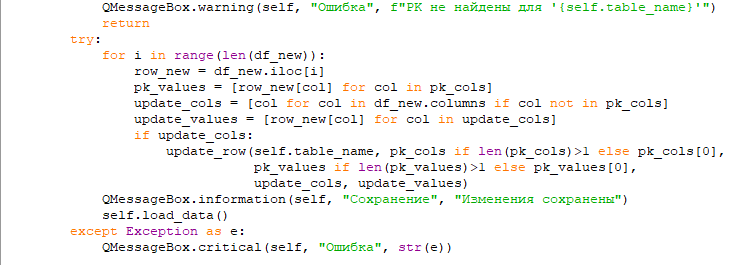 QMessageBox.warning(self, "Ошибка", f"PK не найдены для '{self.table_name}'")
return
try:
for i in range(len(df_new)):
row_new = df_new.iloc[i]
pk_values = [row_new[col] for col in pk_cols]
update_cols = [col for col in df_new.columns if col not in pk_cols]
update_values = [row_new[col] for col in update_cols]
if update_cols:
update_row(self.table_name, pk_cols if len(pk_cols)>1 else pk_cols[0],
pk_values if len(pk_values)>1 else pk_values[0],
update_cols, update_values)
QMessageBox.information(self, "Сохранение", "Изменения сохранены")
self.load_data()
except Exception as e:
QMessageBox.critical(self, "Ошибка", str(e))